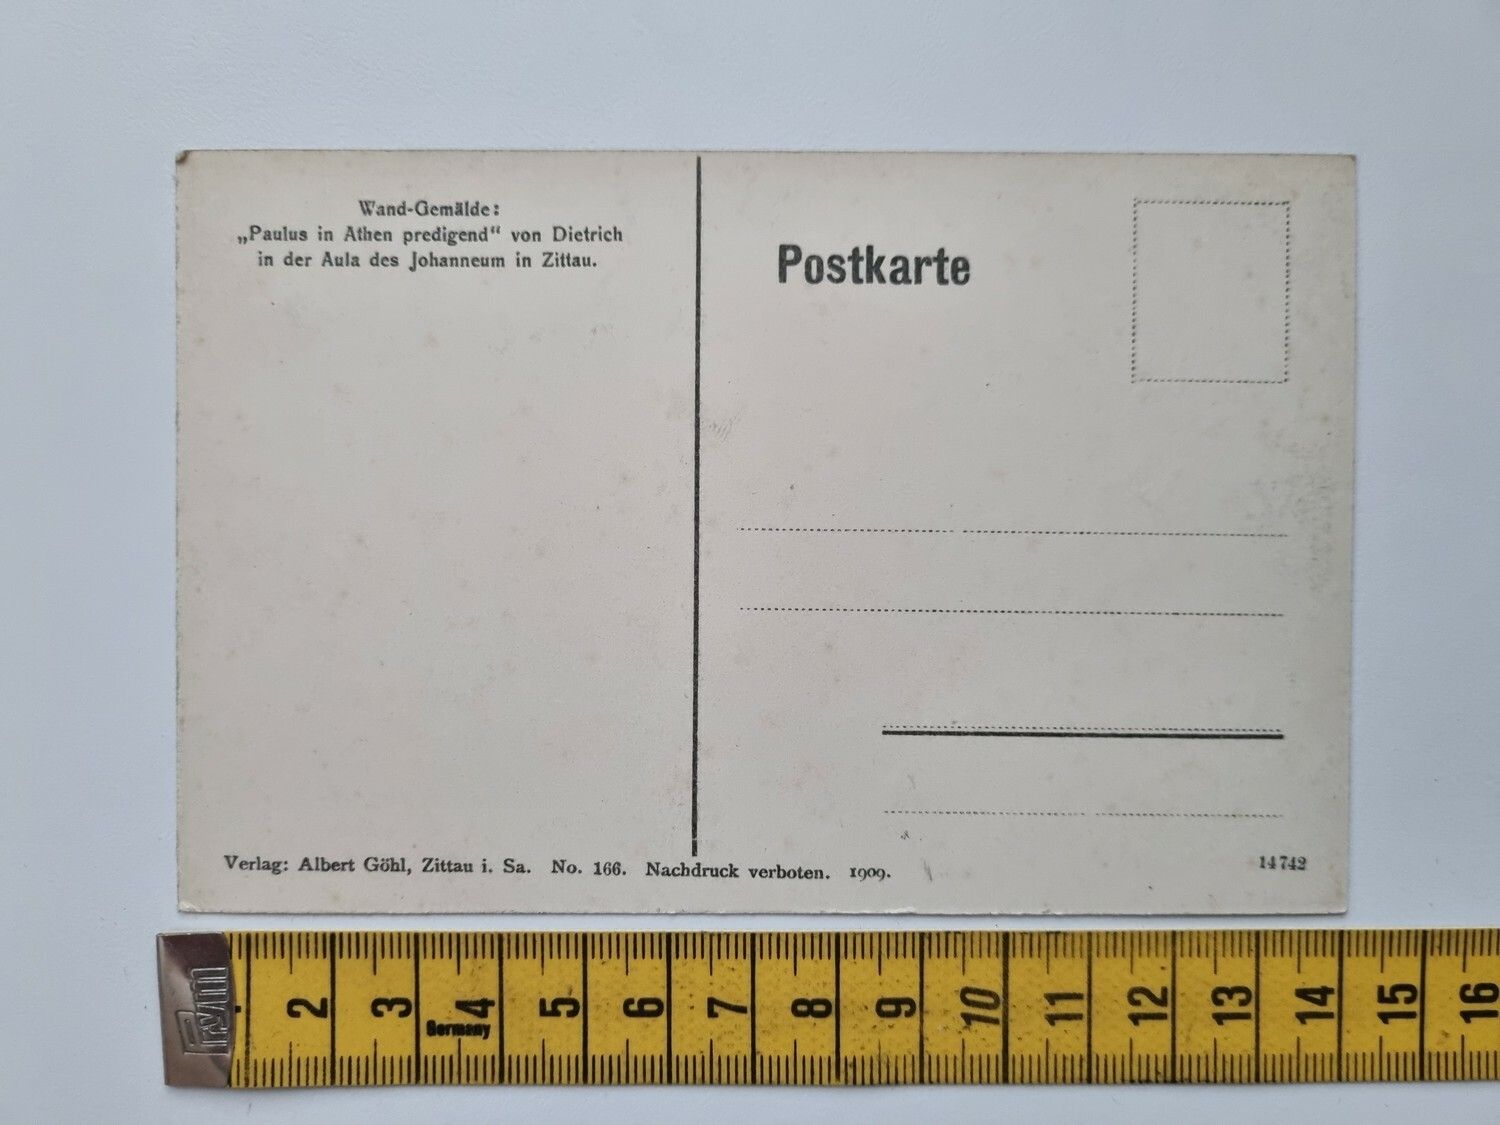 Wand-Gemälde:
„Paulus in Athen predigend“ von Dietrich
in der Aula des Johanneum in Zittau.
Postkarte
Verlag: Albert Göhl, Zittau i. Sa. No. 166. Nachdruck verboten. 1909.
14742
Prym
1 2 3 4 5 6 7 8 9 10 11 12 13 14 15 16
Germany